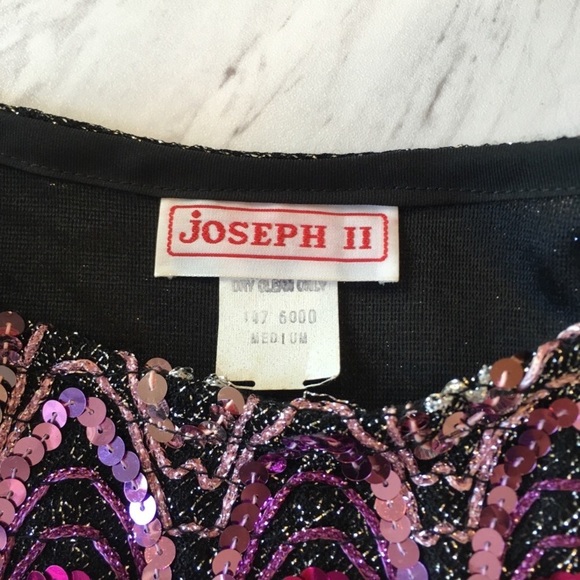 jOSEPH II
DRY CLEAN ONLY
147 6000
MEDIUM